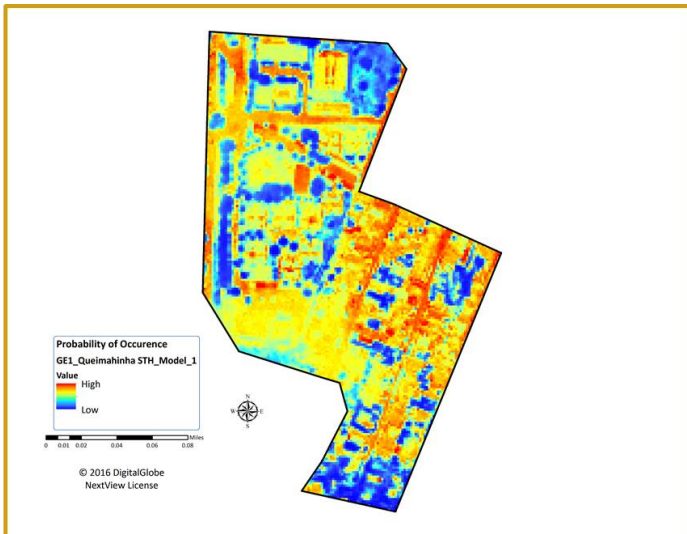 Probability of Occurence
GE1_Queimahinha STH_Model_1
Value
High
Low
N
W E
S
Miles
0 0.01 0.02 0.04 0.06 0.08
© 2016 DigitalGlobe
NextView License